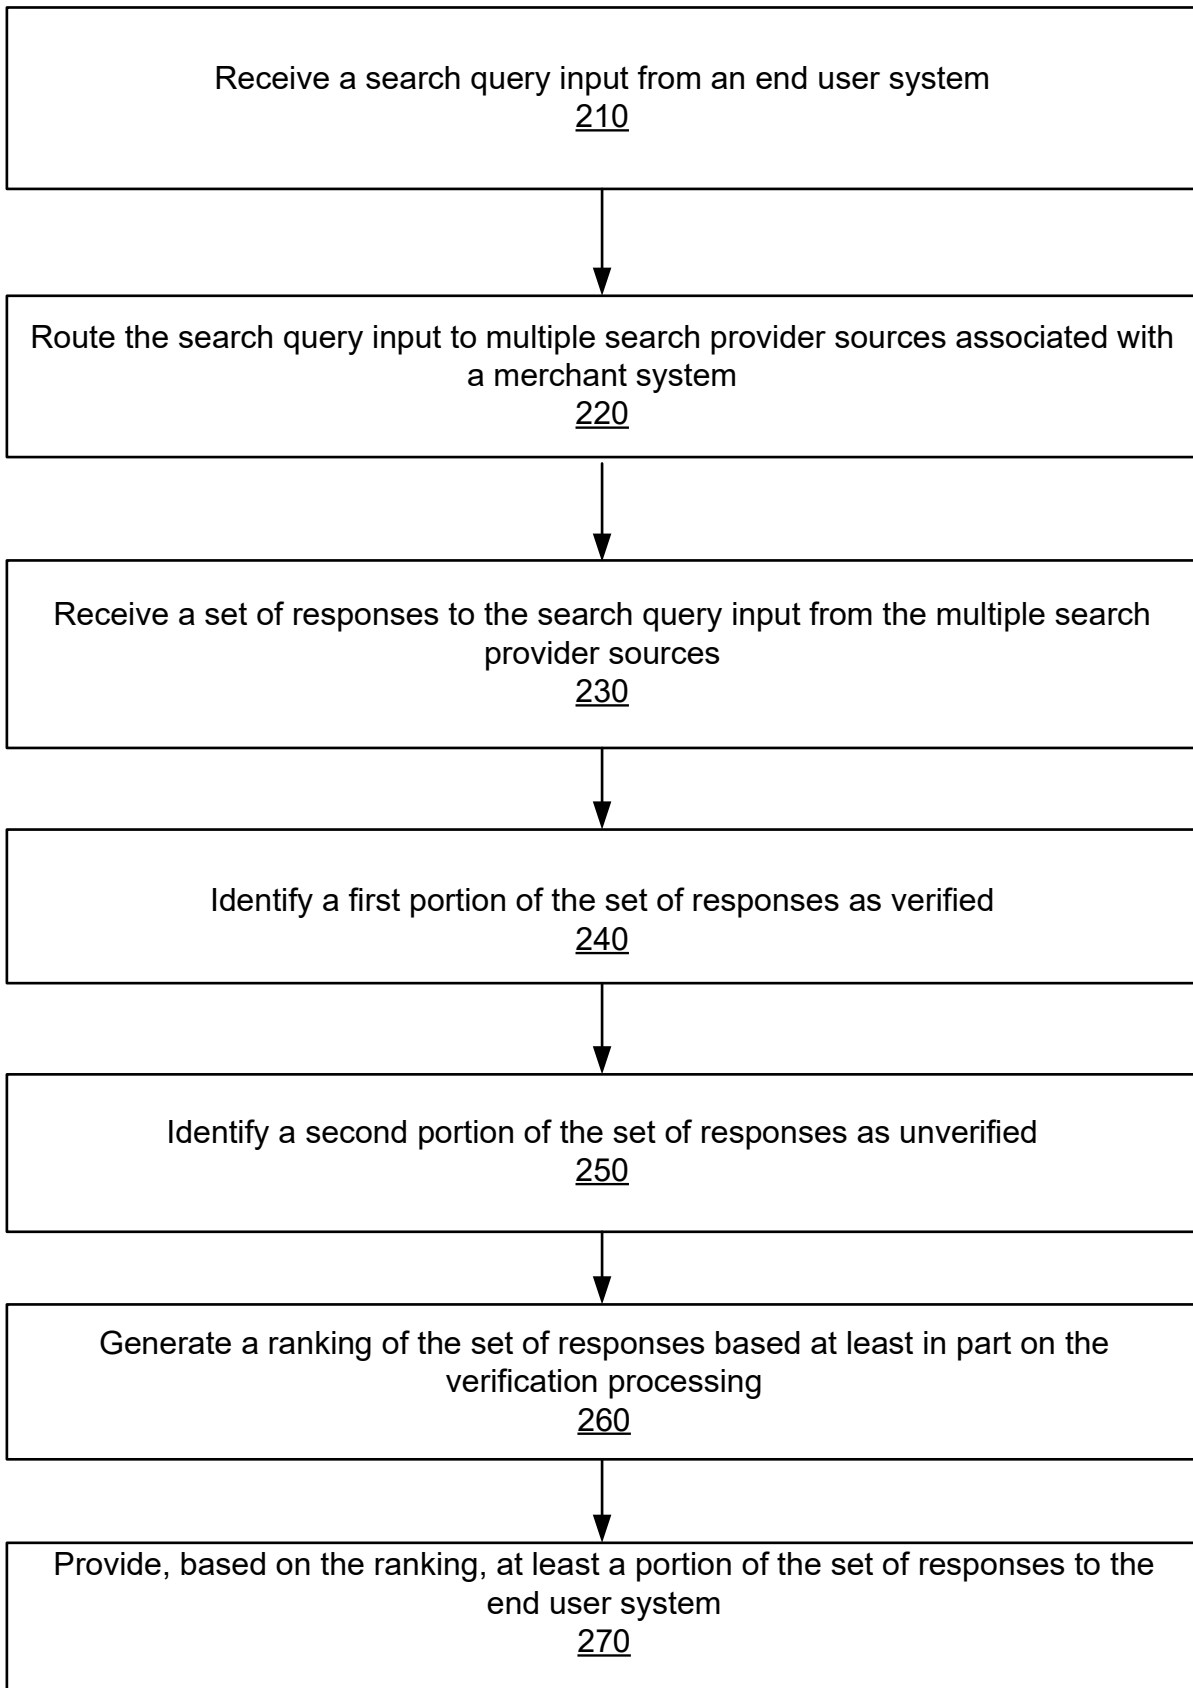 Receive a search query input from an end user system
210
Route the search query input to multiple search provider sources associated with
a merchant system
220
Receive a set of responses to the search query input from the multiple search
provider sources
230
Identify a first portion of the set of responses as verified
240
Identify a second portion of the set of responses as unverified
250
Generate a ranking of the set of responses based at least in part on the
verification processing
260
Provide, based on the ranking, at least a portion of the set of responses to the
end user system
270